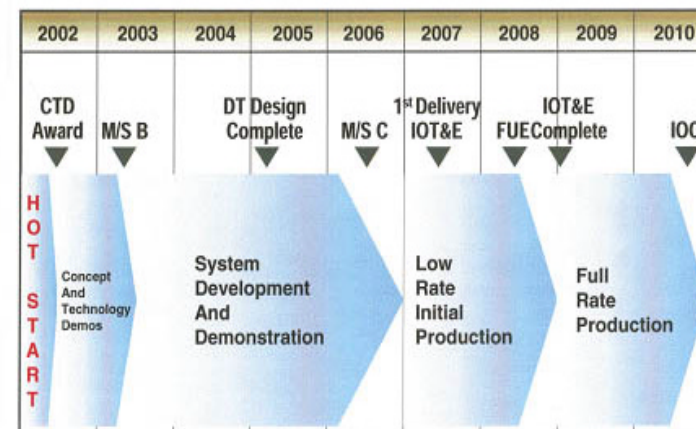 2002 2003 2004 2005 2006 2007 2008 2009 2010
CTD
Award
M/S B
DT Design
Complete
M/S C
1st Delivery
IOT&E
FUE
IOT&E
Complete
IOC
HOT START
Concept
And
Technology
Demos
System
Development
And
Demonstration
Low
Rate
Initial
Production
Full
Rate
Production